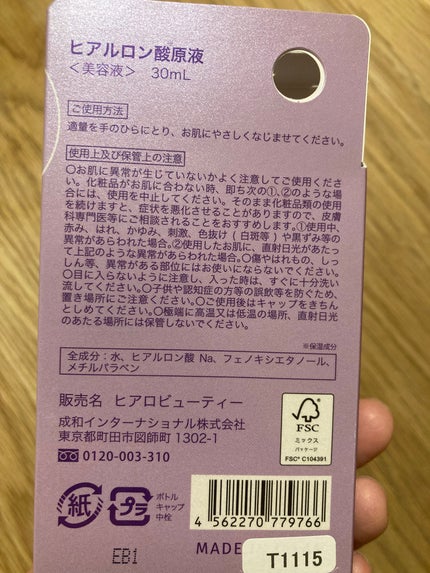 ヒアルロン酸原液
＜美容液＞ 30mL
ご使用方法
適量を手のひらにとり、お肌にやさしくなじませてください。
使用上及び保管上の注意
○お肌に異常が生じていないかよく注意してご使用くださ
い。化粧品がお肌に合わない時、即ち次の①、②のような場
合には、使用を中止してください。そのまま化粧品類の使用
を続けますと、症状を悪化させることがありますので、皮膚
科専門医等にご相談されることをおすすめします。①使用中、
赤み、はれ、かゆみ、刺激、色抜け（白斑等）や黒ずみ等の
異常があらわれた場合。②使用したお肌に、直射日光があたっ
て上記のような異常があらわれた場合。○傷やはれもの、しっ
しん等、異常がある部位にはお使いにならないでください。
○目に入らないように注意し、入った時は、すぐに十分洗い
流してください。○子供や認知症の方等の誤飲等を防ぐため、
置き場所にご注意ください。○ご使用後はキャップをきちん
としめてください。○極端に高温又は低温の場所、直射日光
のあたる場所には保管しないでください。
※保湿成分
全成分：水、ヒアルロン酸 Na、フェノキシエタノール、
メチルパラベン
販売名 ヒアロビューティー
成和インターナショナル株式会社
東京都町田市図師町 1302-1
0120-003-310
FSC
ミックス
パッケージ
FSC® C104391
紙
プラ
ボトル
キャップ
中栓
4 562270 779766
EB1
MADE
T1115